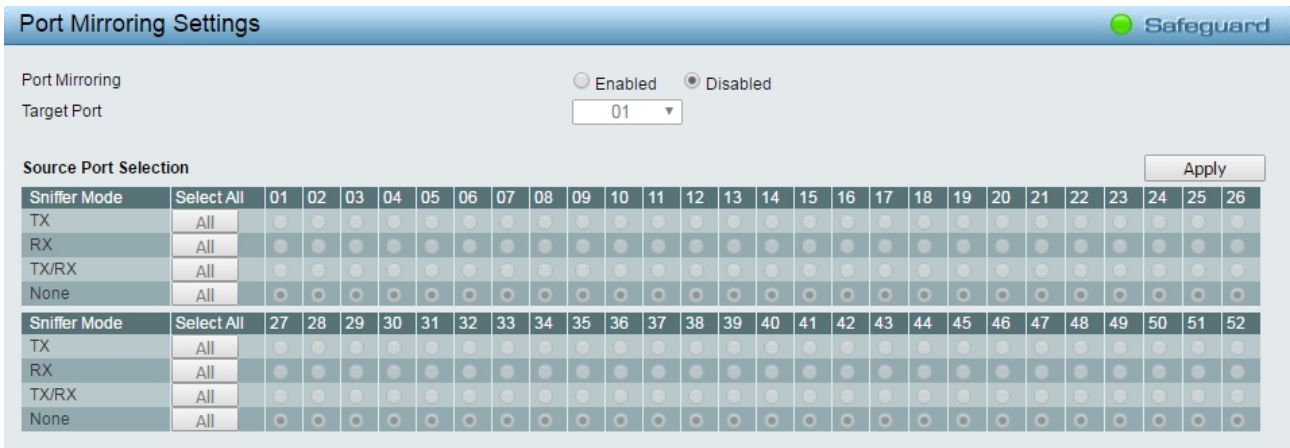 Port Mirroring Settings Safeguard
Port Mirroring Enabled Disabled
Target Port 01
Source Port Selection Apply
Sniffer Mode Select All 01 02 03 04 05 06 07 08 09 10 11 12 13 14 15 16 17 18 19 20 21 22 23 24 25 26
TX All
RX All
TX/RX All
None All
Sniffer Mode Select All 27 28 29 30 31 32 33 34 35 36 37 38 39 40 41 42 43 44 45 46 47 48 49 50 51 52
TX All
RX All
TX/RX All
None All